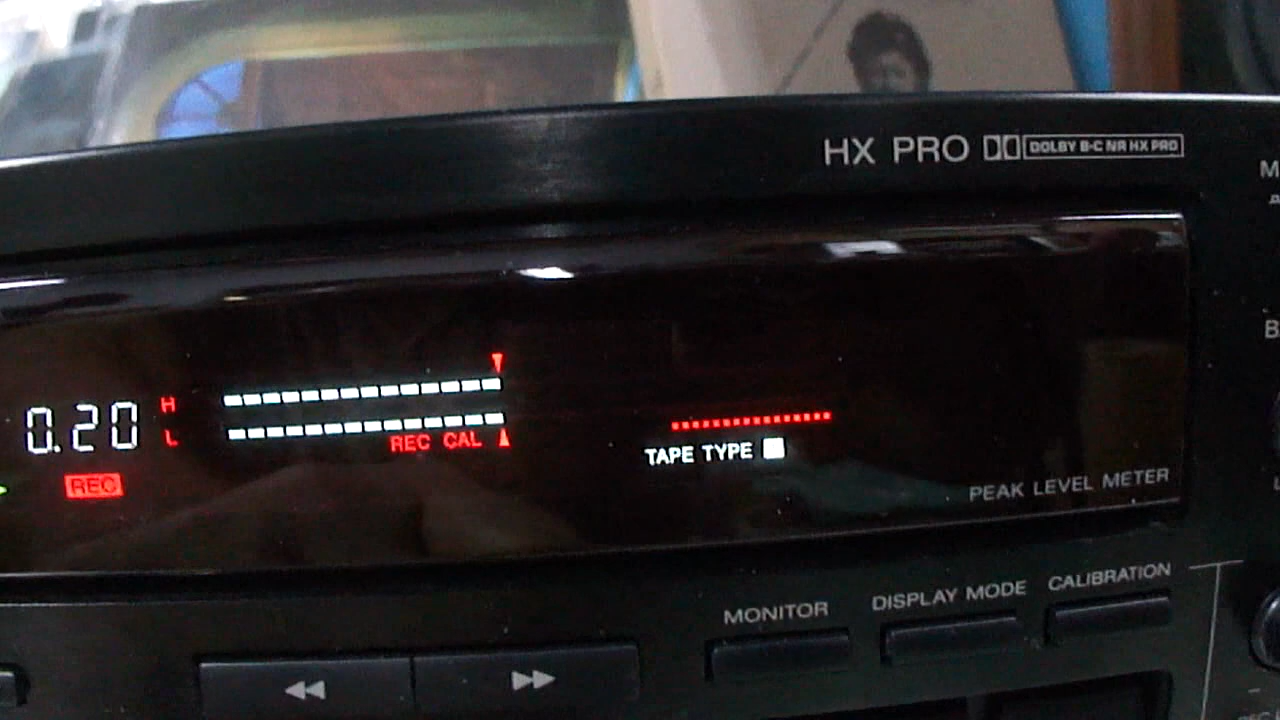 HX PRO DOLBY B-C NR HX PRO
0.20
H
L
REC CAL
REC
TAPE TYPE
PEAK LEVEL METER
MONITOR
DISPLAY MODE
CALIBRATION